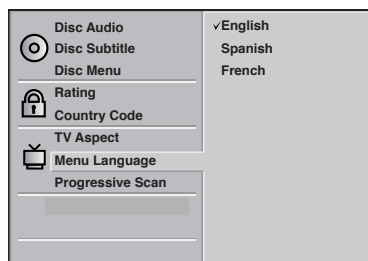 Disc Audio
Disc Subtitle
Disc Menu
Rating
Country Code
TV Aspect
Menu Language
Progressive Scan
✓English
Spanish
French